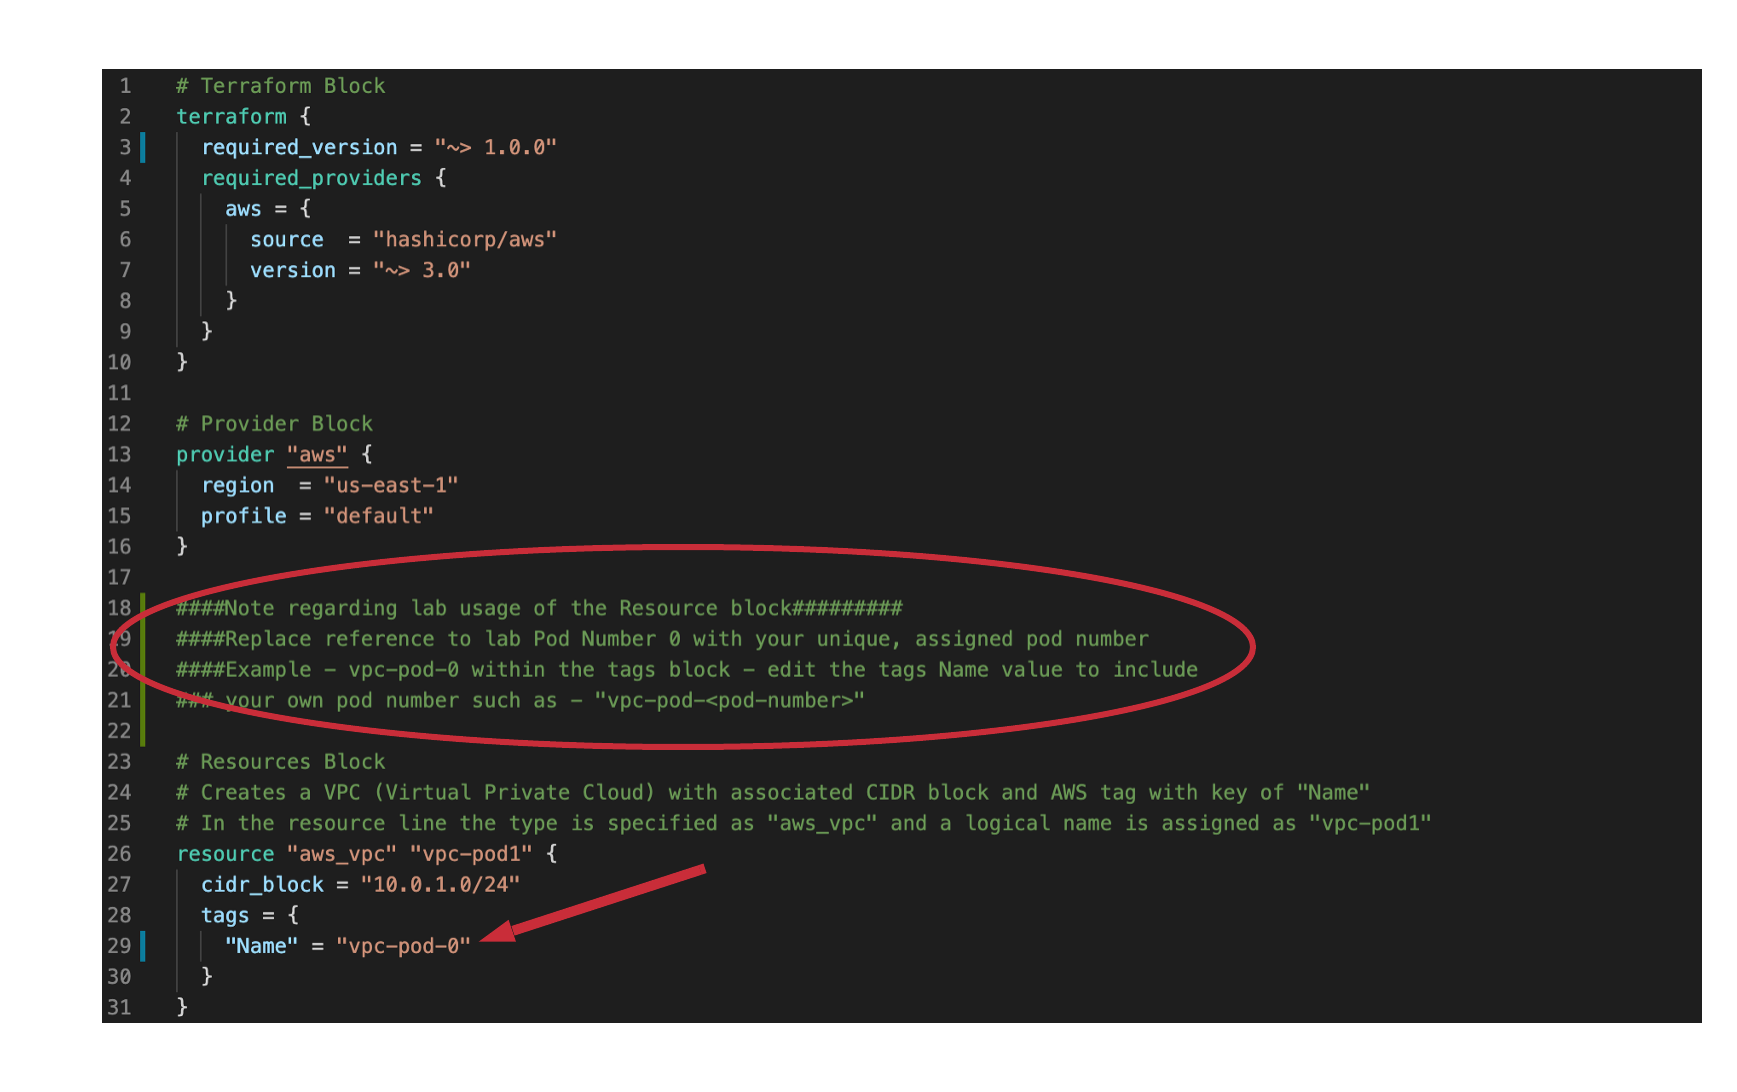 1 # Terraform Block
2 terraform {
3 required_version = "~> 1.0.0"
4 required_providers {
5 aws = {
6 source  = "hashicorp/aws"
7 version = "~> 3.0"
8 }
9 }
10 }
11
12 # Provider Block
13 provider "aws" {
14 region  = "us-east-1"
15 profile = "default"
16 }
17
18 ####Note regarding lab usage of the Resource block#########
19 ####Replace reference to lab Pod Number 0 with your unique, assigned pod number
20 ####Example - vpc-pod-0 within the tags block - edit the tags Name value to include
21 ### your own pod number such as - "vpc-pod-<pod-number>"
22
23 # Resources Block
24 # Creates a VPC (Virtual Private Cloud) with associated CIDR block and AWS tag with key of "Name"
25 # In the resource line the type is specified as "aws_vpc" and a logical name is assigned as "vpc-pod1"
26 resource "aws_vpc" "vpc-pod1" {
27 cidr_block = "10.0.1.0/24"
28 tags = {
29 "Name" = "vpc-pod-0"
30 }
31 }